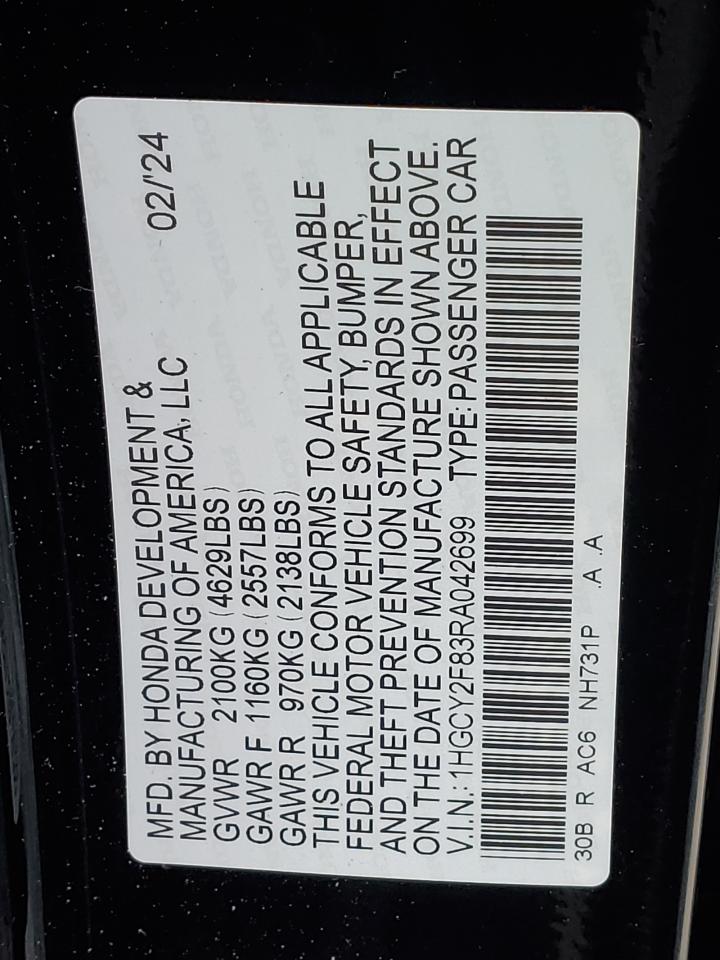 MFD. BY HONDA DEVELOPMENT & 02/'24
MANUFACTURING OF AMERICA, LLC
GVWR 2100KG (4629LBS)
GAWR F 1160KG (2557LBS)
GAWR R 970KG (2138LBS)
THIS VEHICLE CONFORMS TO ALL APPLICABLE
FEDERAL MOTOR VEHICLE SAFETY, BUMPER,
AND THEFT PREVENTION STANDARDS IN EFFECT
ON THE DATE OF MANUFACTURE SHOWN ABOVE.
V.I.N.: 1HGCY2F83RA042699 TYPE: PASSENGER CAR
30B R AC6 NH731P .A .A